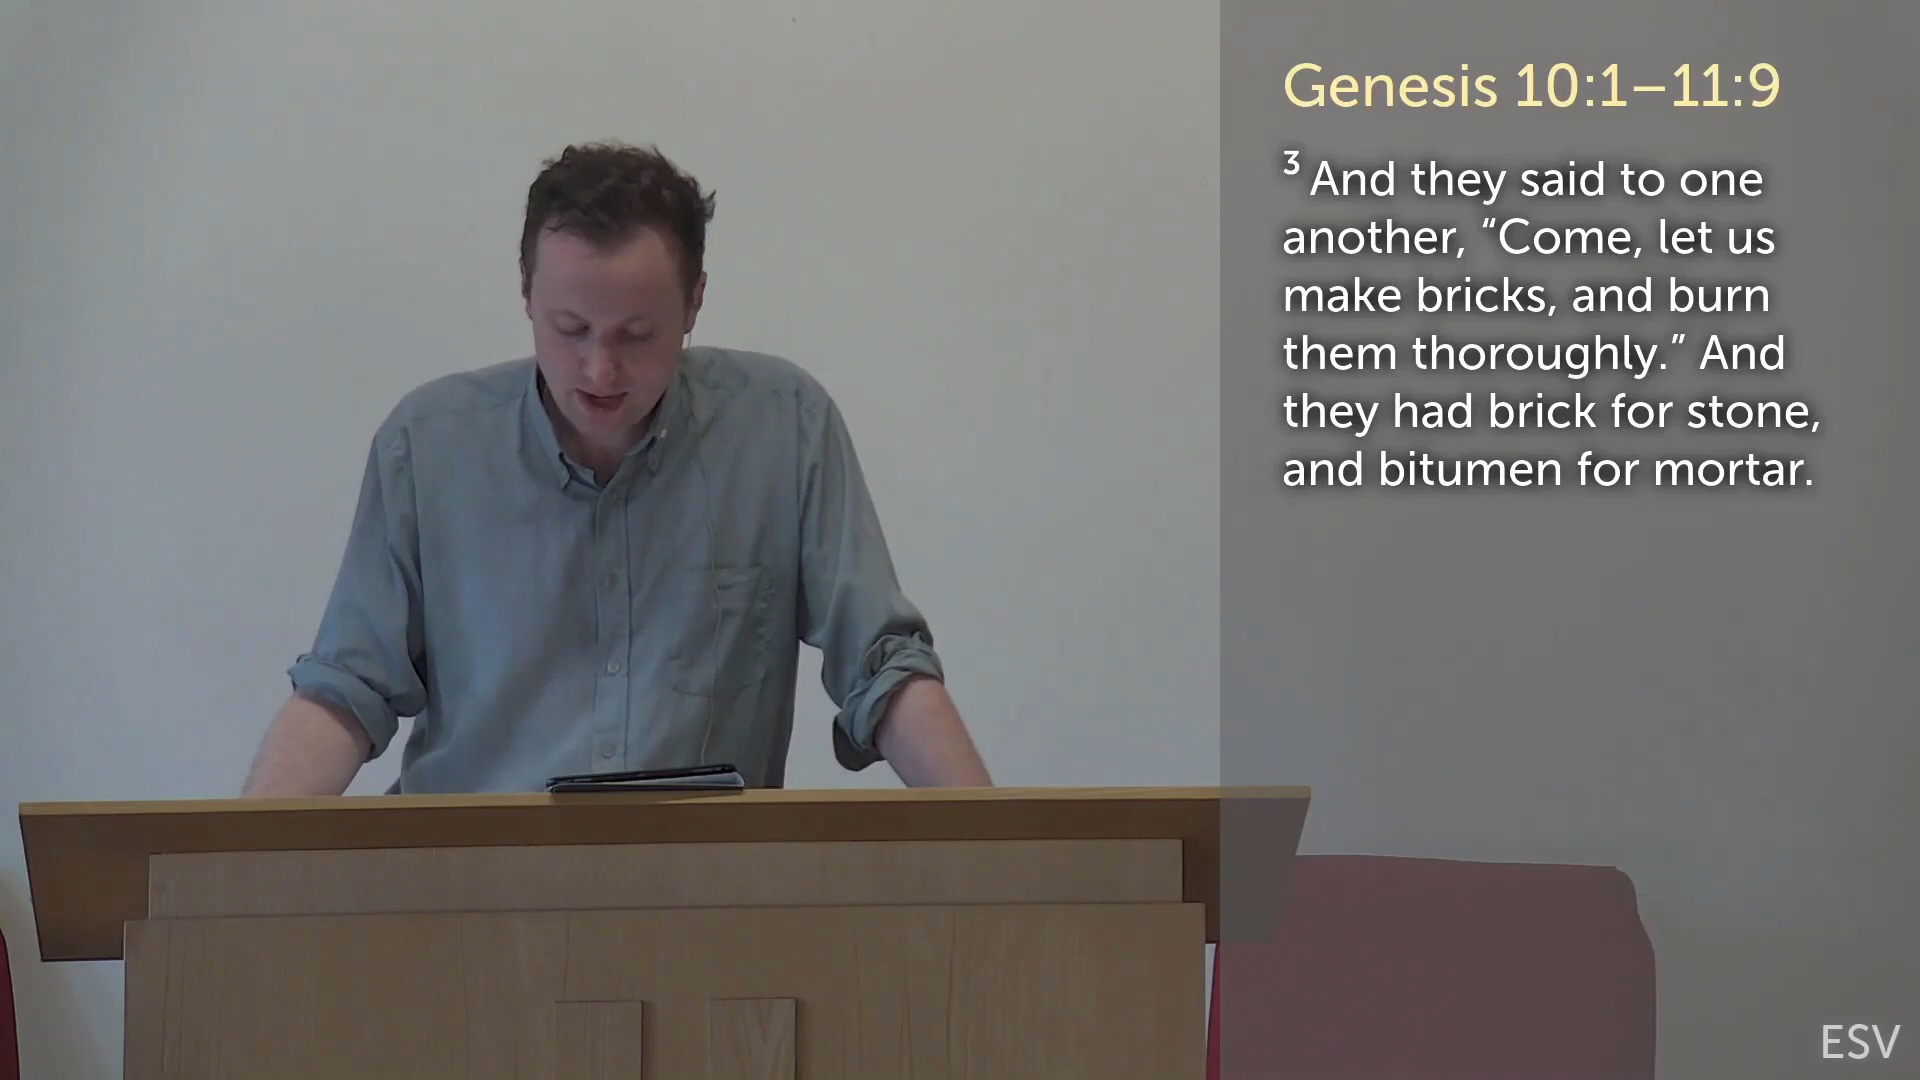 Genesis 10:1–11:9
3 And they said to one
another, “Come, let us
make bricks, and burn
them thoroughly.” And
they had brick for stone,
and bitumen for mortar.
ESV